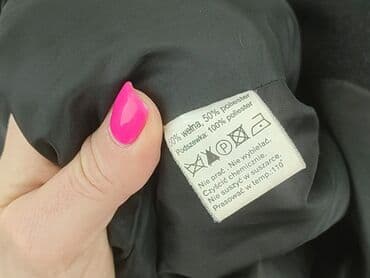 50% wełna, 50% poliester
Podszewka: 100% poliester
P
Nie prać. Nie wybielać.
Czyścić chemicznie.
Nie suszyć w suszarce.
Prasować w temp. 110°